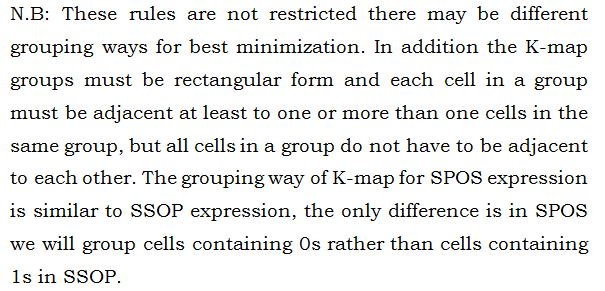 N.B: These rules are not restricted there may be different
grouping ways for best minimization. In addition the K-map
groups must be rectangular form and each cell in a group
must be adjacent at least to one or more than one cells in the
same group, but all cells in a group do not have to be adjacent
to each other. The grouping way of K-map for SPOS expression
is similar to SSOP expression, the only difference is in SPOS
we will group cells containing 0s rather than cells containing
1s in SSOP.